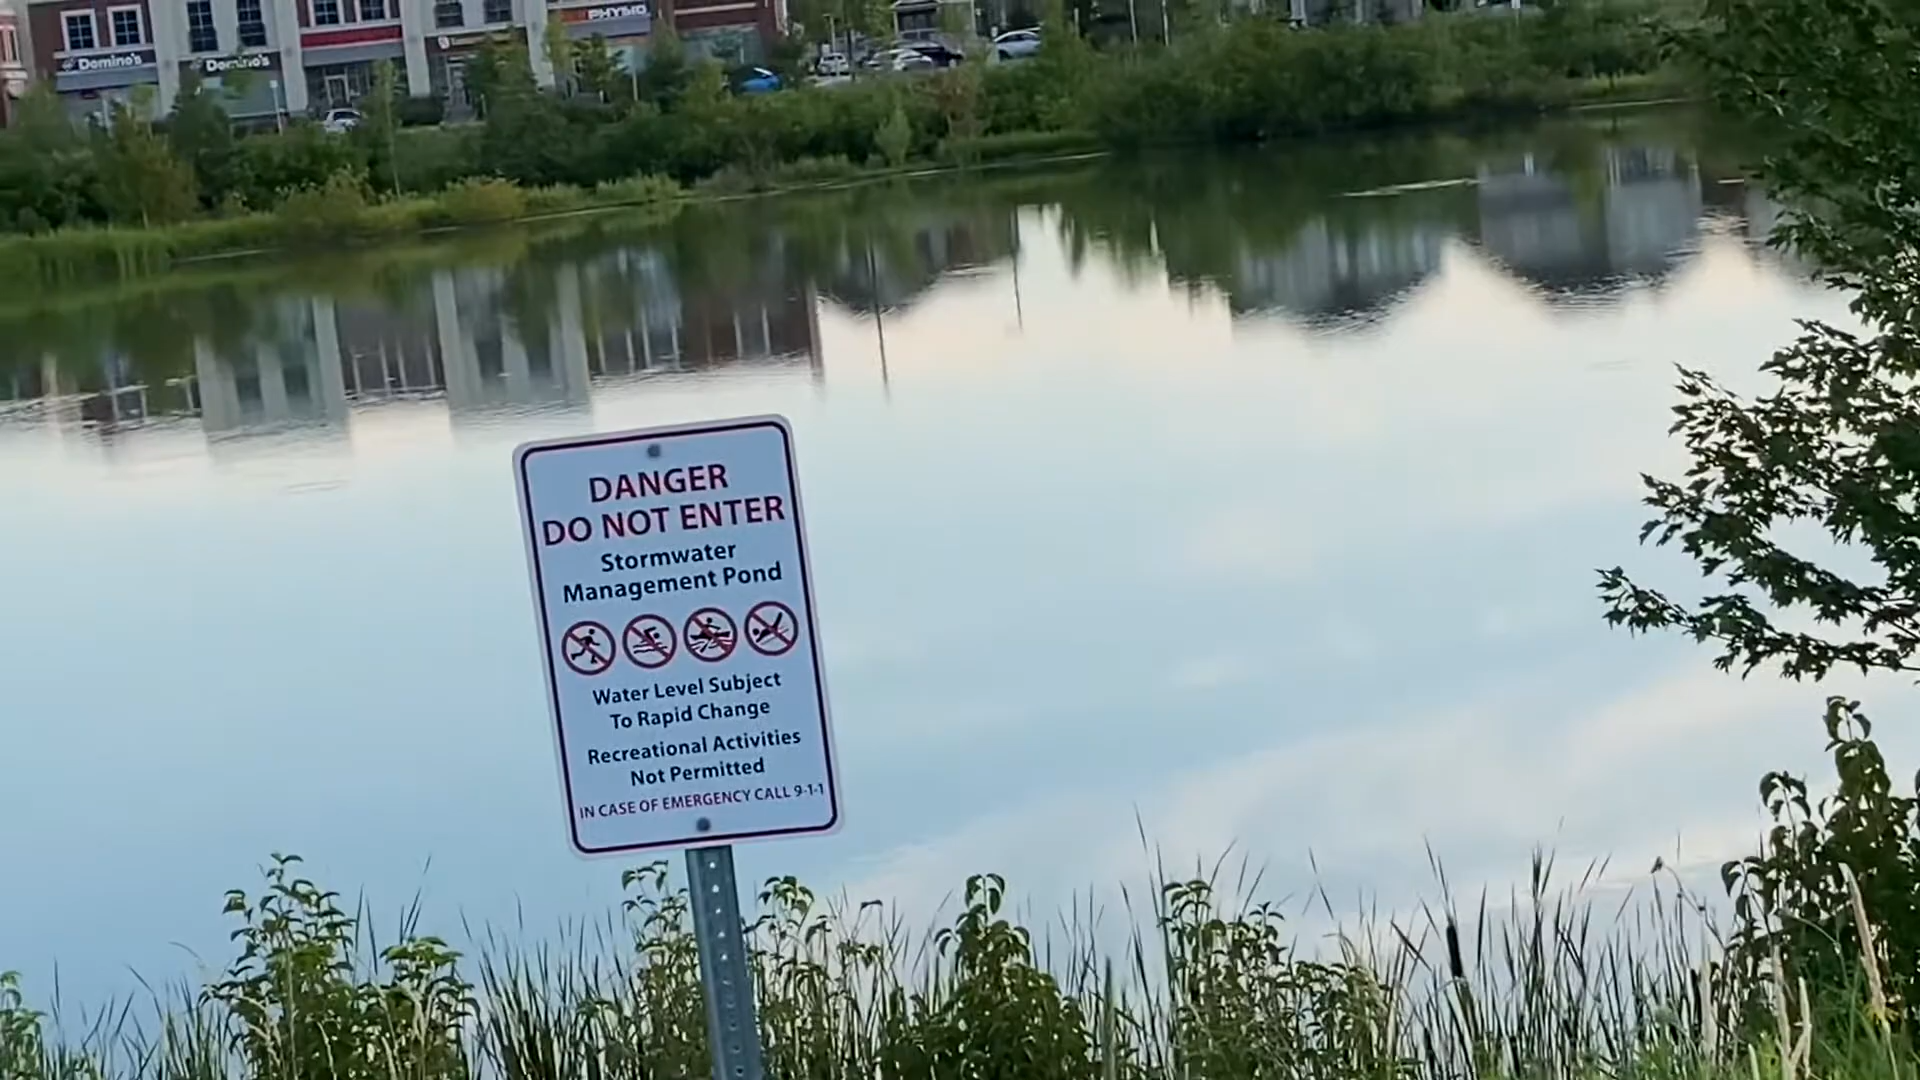 Domino's
Domino's
PHYSIO
DANGER
DO NOT ENTER
Stormwater
Management Pond
Water Level Subject
To Rapid Change
Recreational Activities
Not Permitted
IN CASE OF EMERGENCY CALL 9-1-1